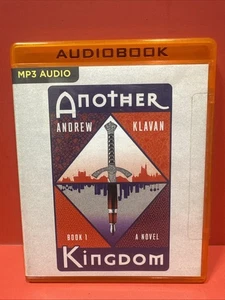 AUDIOBOOK
MP3 AUDIO
ANOTHER
ANDREW KLAVAN
BOOK 1 A NOVEL
KINGDOM